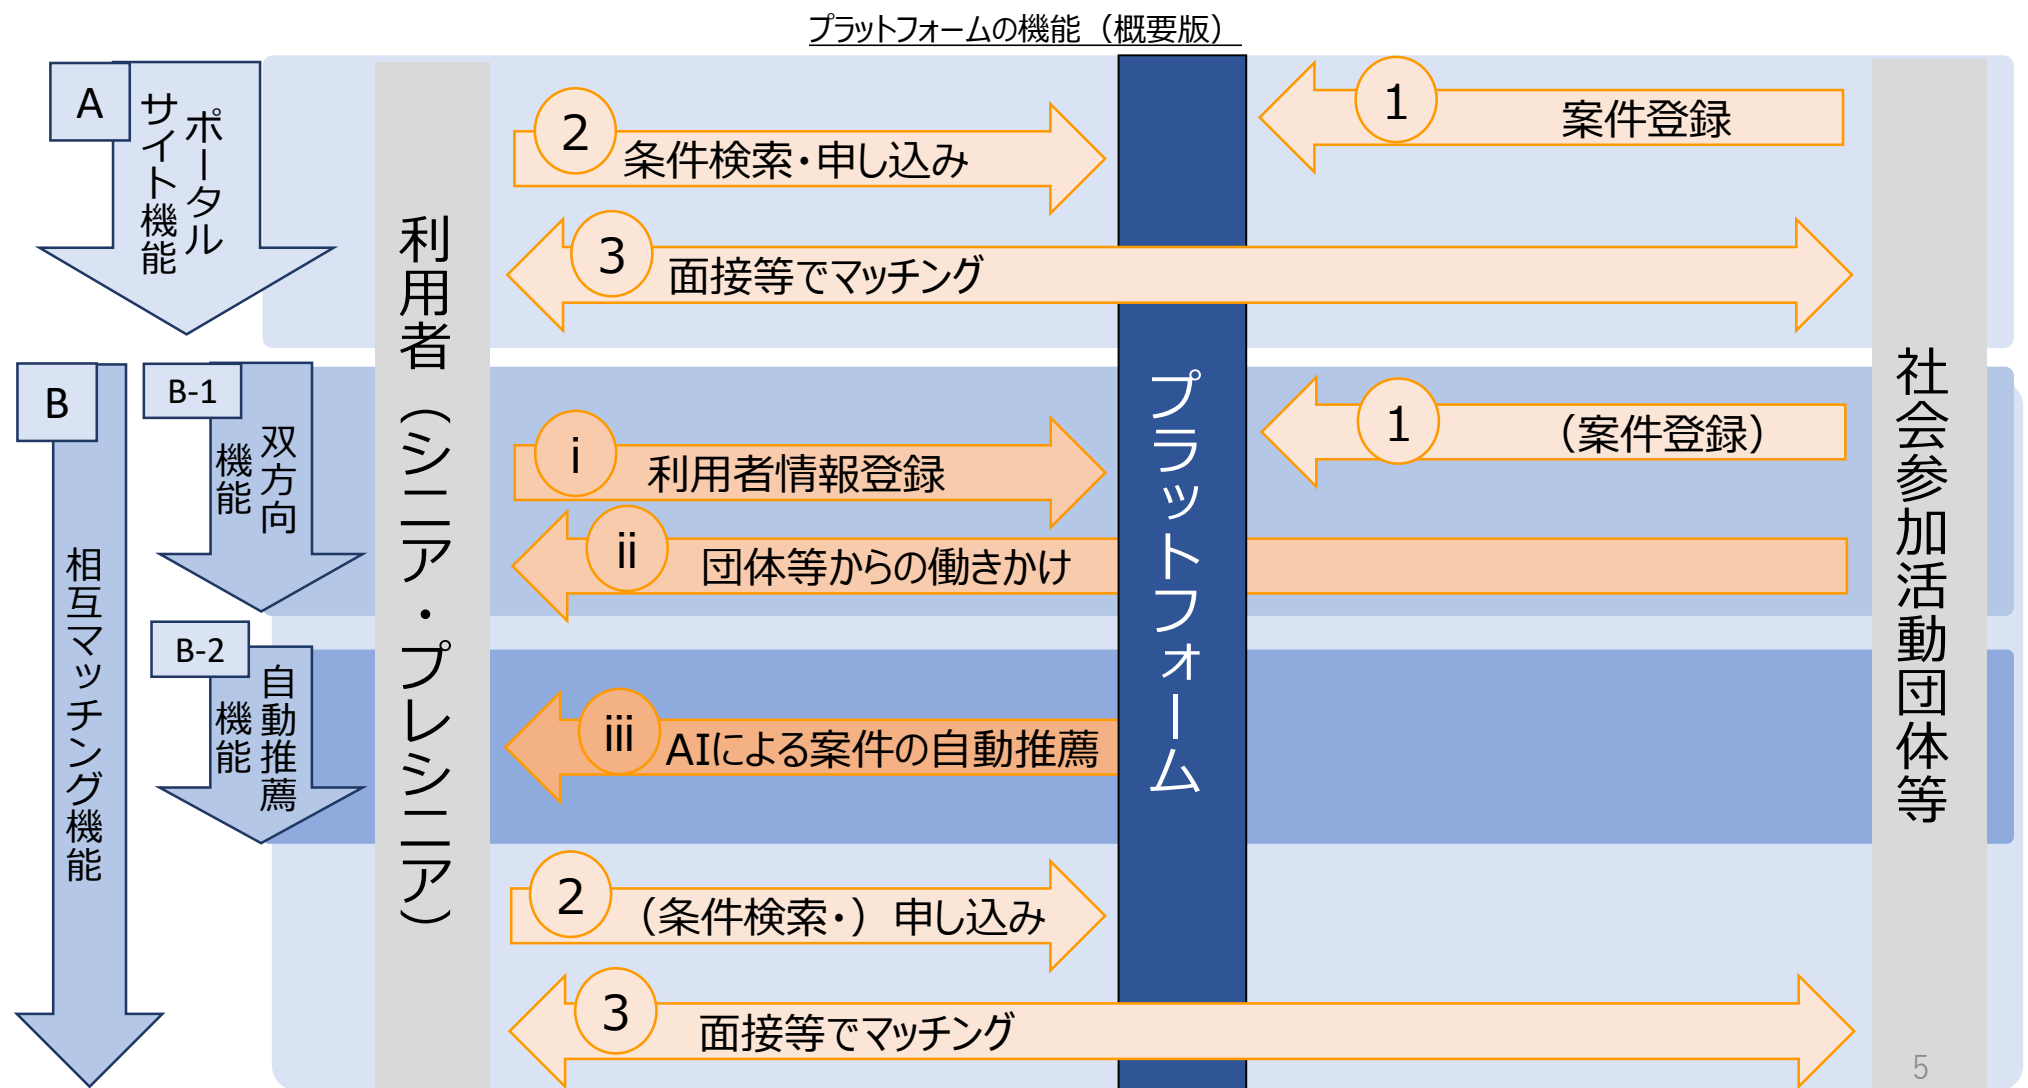 プラットフォームの機能（概要版）
A
ポータル
サイト機能
利用者（シニア・プレシニア）
プラットフォーム
社会参加活動団体等
1
案件登録
2
条件検索・申し込み
3
面接等でマッチング
B
相互マッチング機能
B-1
双方向
機能
1
（案件登録）
i
利用者情報登録
ii
団体等からの働きかけ
B-2
自動推薦
機能
iii
AIによる案件の自動推薦
2
（条件検索・）申し込み
3
面接等でマッチング
5